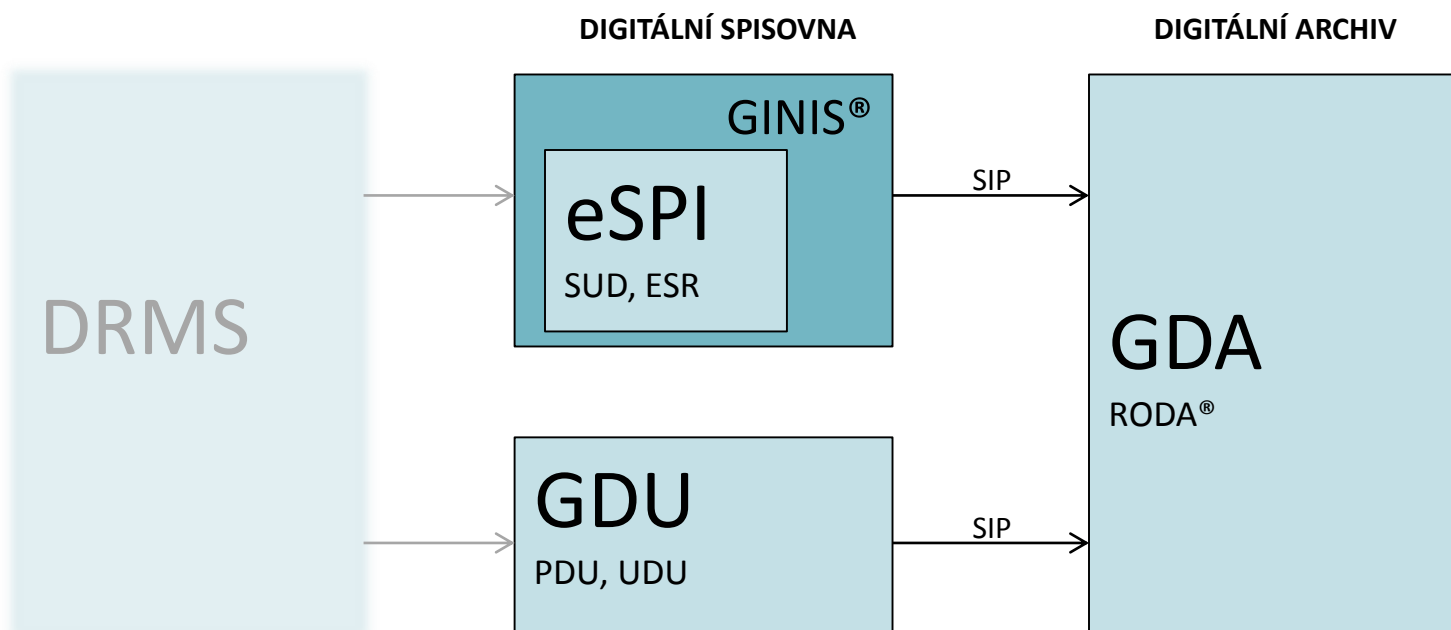 DIGITÁLNÍ SPISOVNA
DIGITÁLNÍ ARCHIV
DRMS
GINIS®
eSPI
SUD, ESR
SIP
GDU
PDU, UDU
SIP
GDA
RODA®